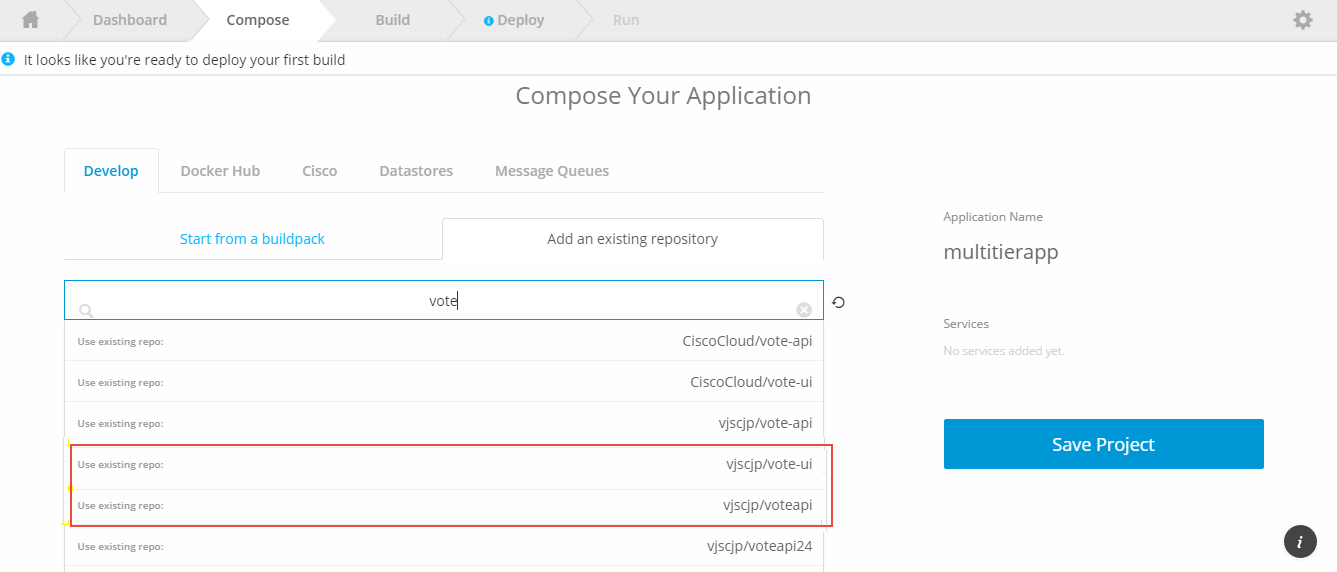 Dashboard Compose Build Deploy Run
It looks like you're ready to deploy your first build
Compose Your Application
Develop Docker Hub Cisco Datastores Message Queues
Start from a buildpack Add an existing repository
vote
Use existing repo: CiscoCloud/vote-api
Use existing repo: CiscoCloud/vote-ui
Use existing repo: vjscjp/vote-api
Use existing repo: vjscjp/vote-ui
Use existing repo: vjscjp/voteapi
Use existing repo: vjscjp/voteapi24
Application Name
multitierapp
Services
No services added yet.
Save Project
i